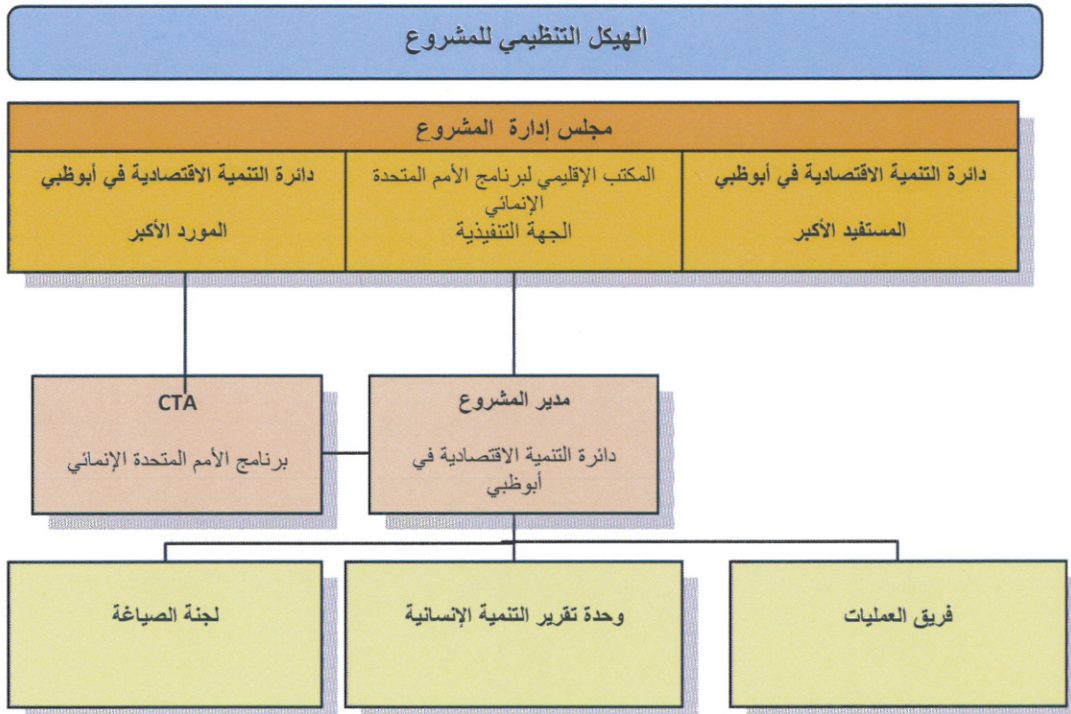 الهيكل التنظيمي للمشروع
مجلس إدارة المشروع
دائرة التنمية الاقتصادية في أبوظبي
المستفيد الأكبر
المكتب الإقليمي لبرنامج الأمم المتحدة
الإنمائي
الجهة التنفيذية
دائرة التنمية الاقتصادية في أبوظبي
المورد الأكبر
مدير المشروع
دائرة التنمية الاقتصادية في
أبوظبي
CTA
برنامج الأمم المتحدة الإنمائي
فريق العمليات
وحدة تقرير التنمية الإنسانية
لجنة الصياغة